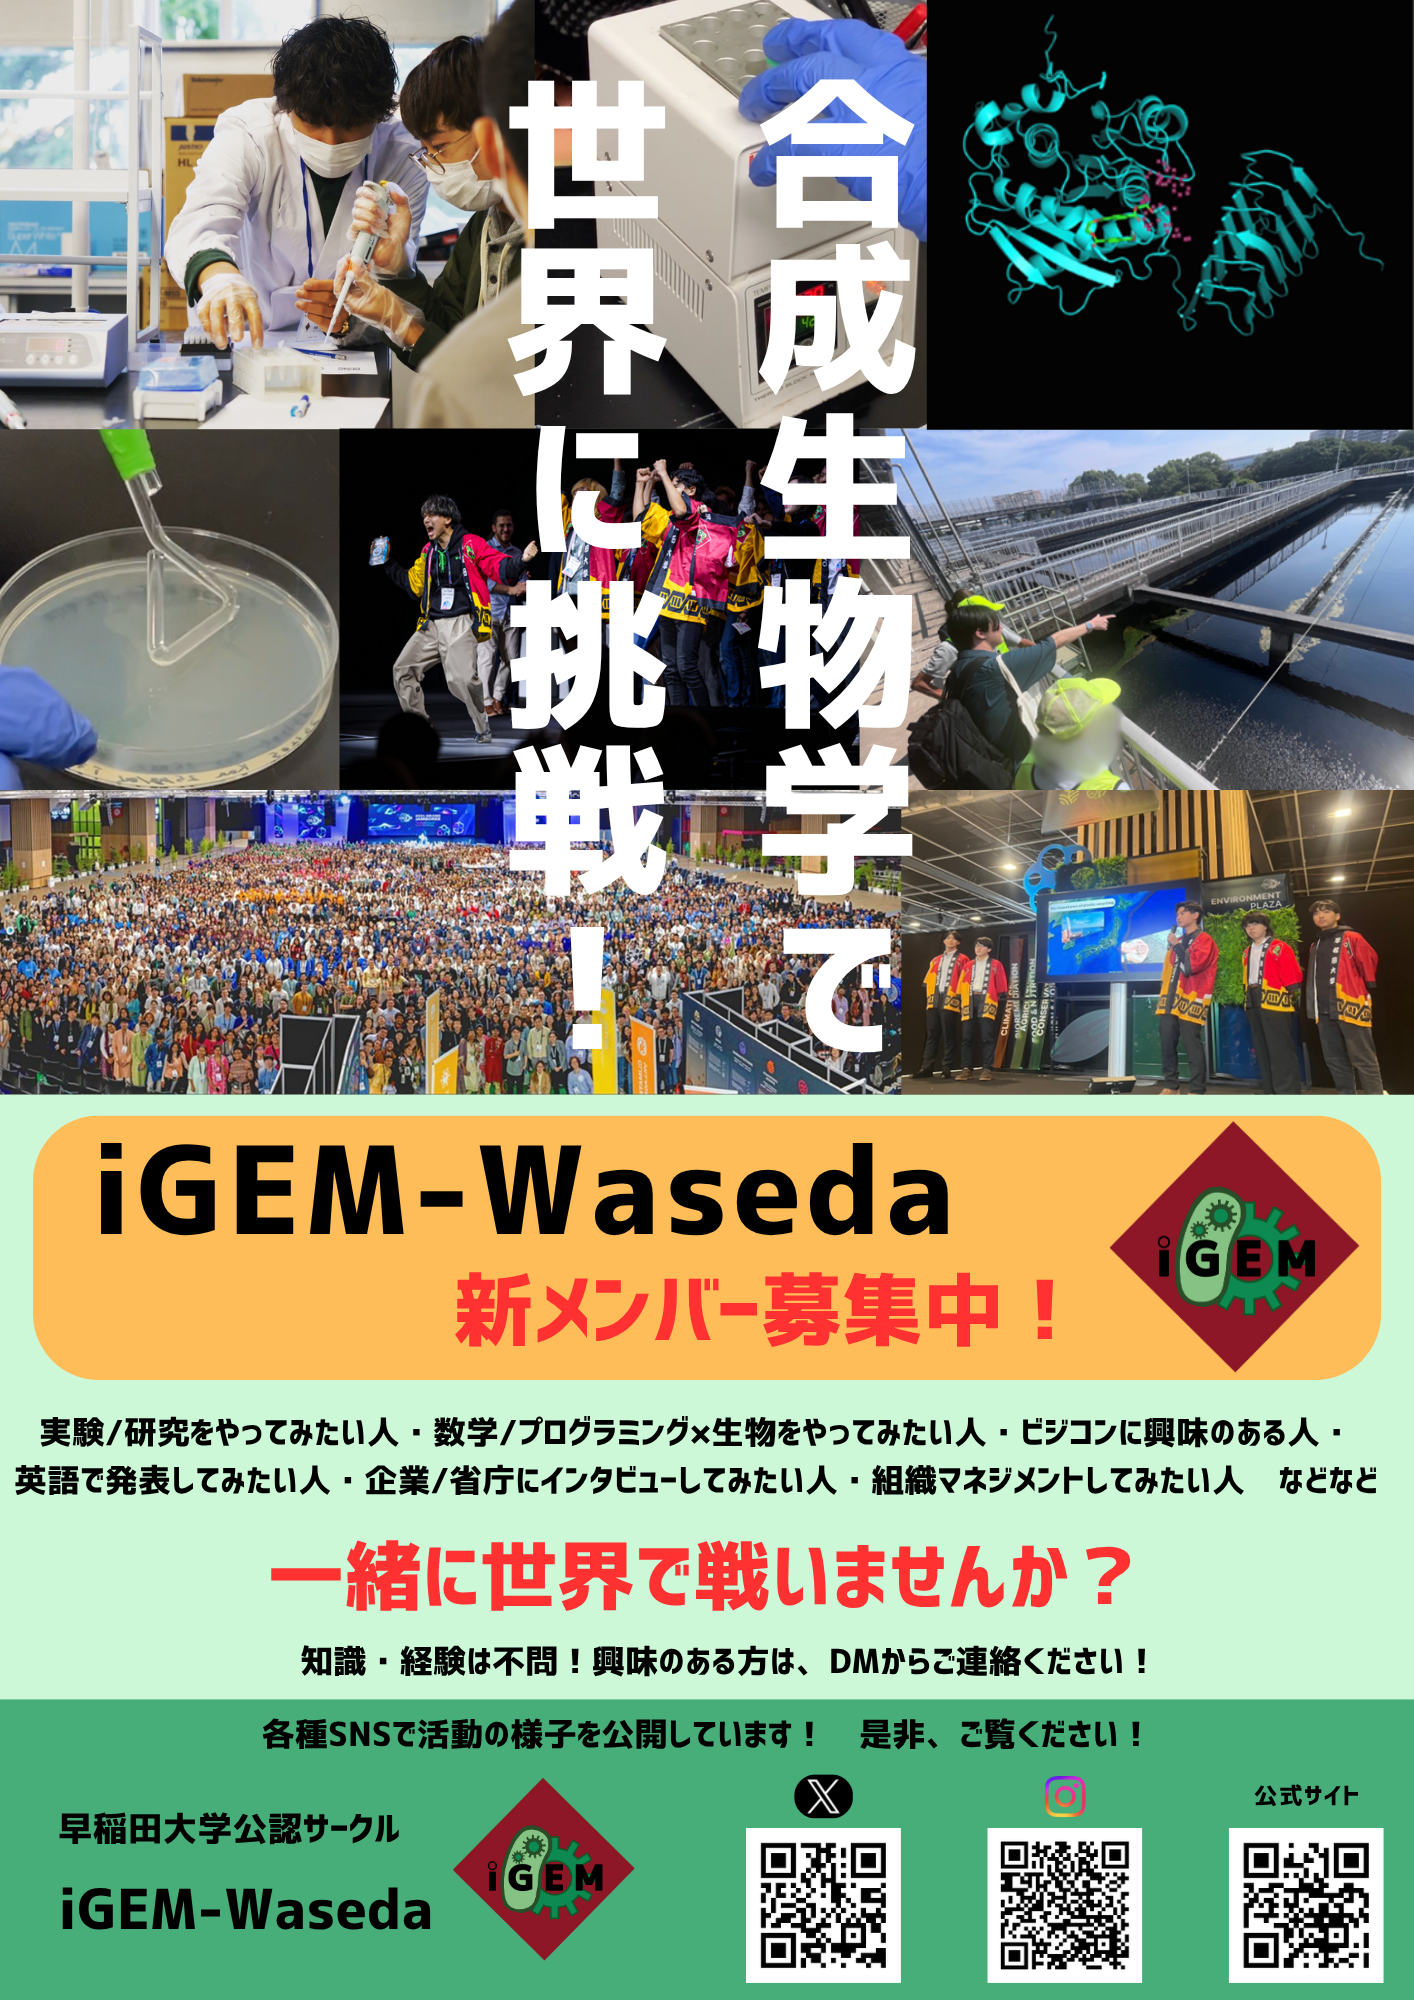 合成生物学で
世界に挑戦！
ENVIRONMENT
PLAZA
iGEM-Waseda
新メンバー募集中！
iGEM
実験/研究をやってみたい人・数学/プログラミング×生物をやってみたい人・ビジコンに興味のある人・
英語で発表してみたい人・企業/省庁にインタビューしてみたい人・組織マネジメントしてみたい人　などなど
一緒に世界で戦いませんか？
知識・経験は不問！興味のある方は、DMからご連絡ください！
各種SNSで活動の様子を公開しています！　是非、ご覧ください！
早稲田大学公認サークル
iGEM-Waseda
iGEM
公式サイト